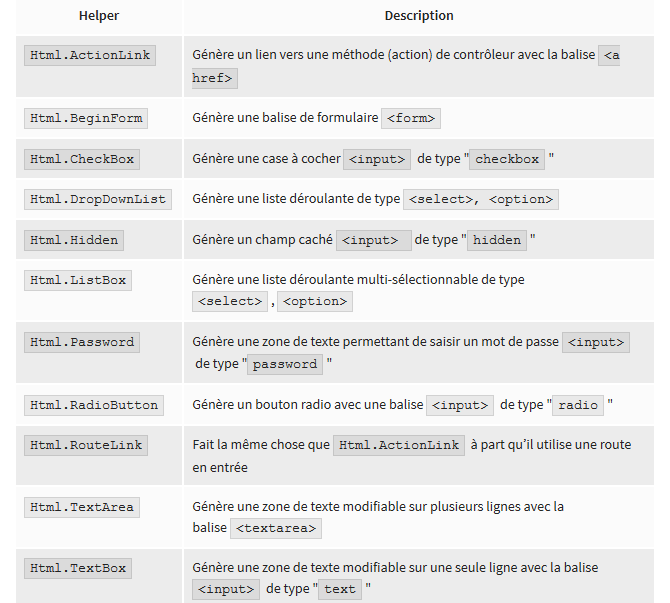 Helper Description
Html.ActionLink Génère un lien vers une méthode (action) de contrôleur avec la balise <a
href>
Html.BeginForm Génère une balise de formulaire <form>
Html.CheckBox Génère une case à cocher <input> de type "checkbox "
Html.DropDownList Génère une liste déroulante de type <select>, <option>
Html.Hidden Génère un champ caché <input> de type "hidden "
Html.ListBox Génère une liste déroulante multi-sélectionnable de type
<select> , <option>
Html.Password Génère une zone de texte permettant de saisir un mot de passe <input>
de type "password "
Html.RadioButton Génère un bouton radio avec une balise <input> de type "radio "
Html.RouteLink Fait la même chose que Html.ActionLink à part qu’il utilise une route
en entrée
Html.TextArea Génère une zone de texte modifiable sur plusieurs lignes avec la
balise <textarea>
Html.TextBox Génère une zone de texte modifiable sur une seule ligne avec la balise
<input> de type "text "